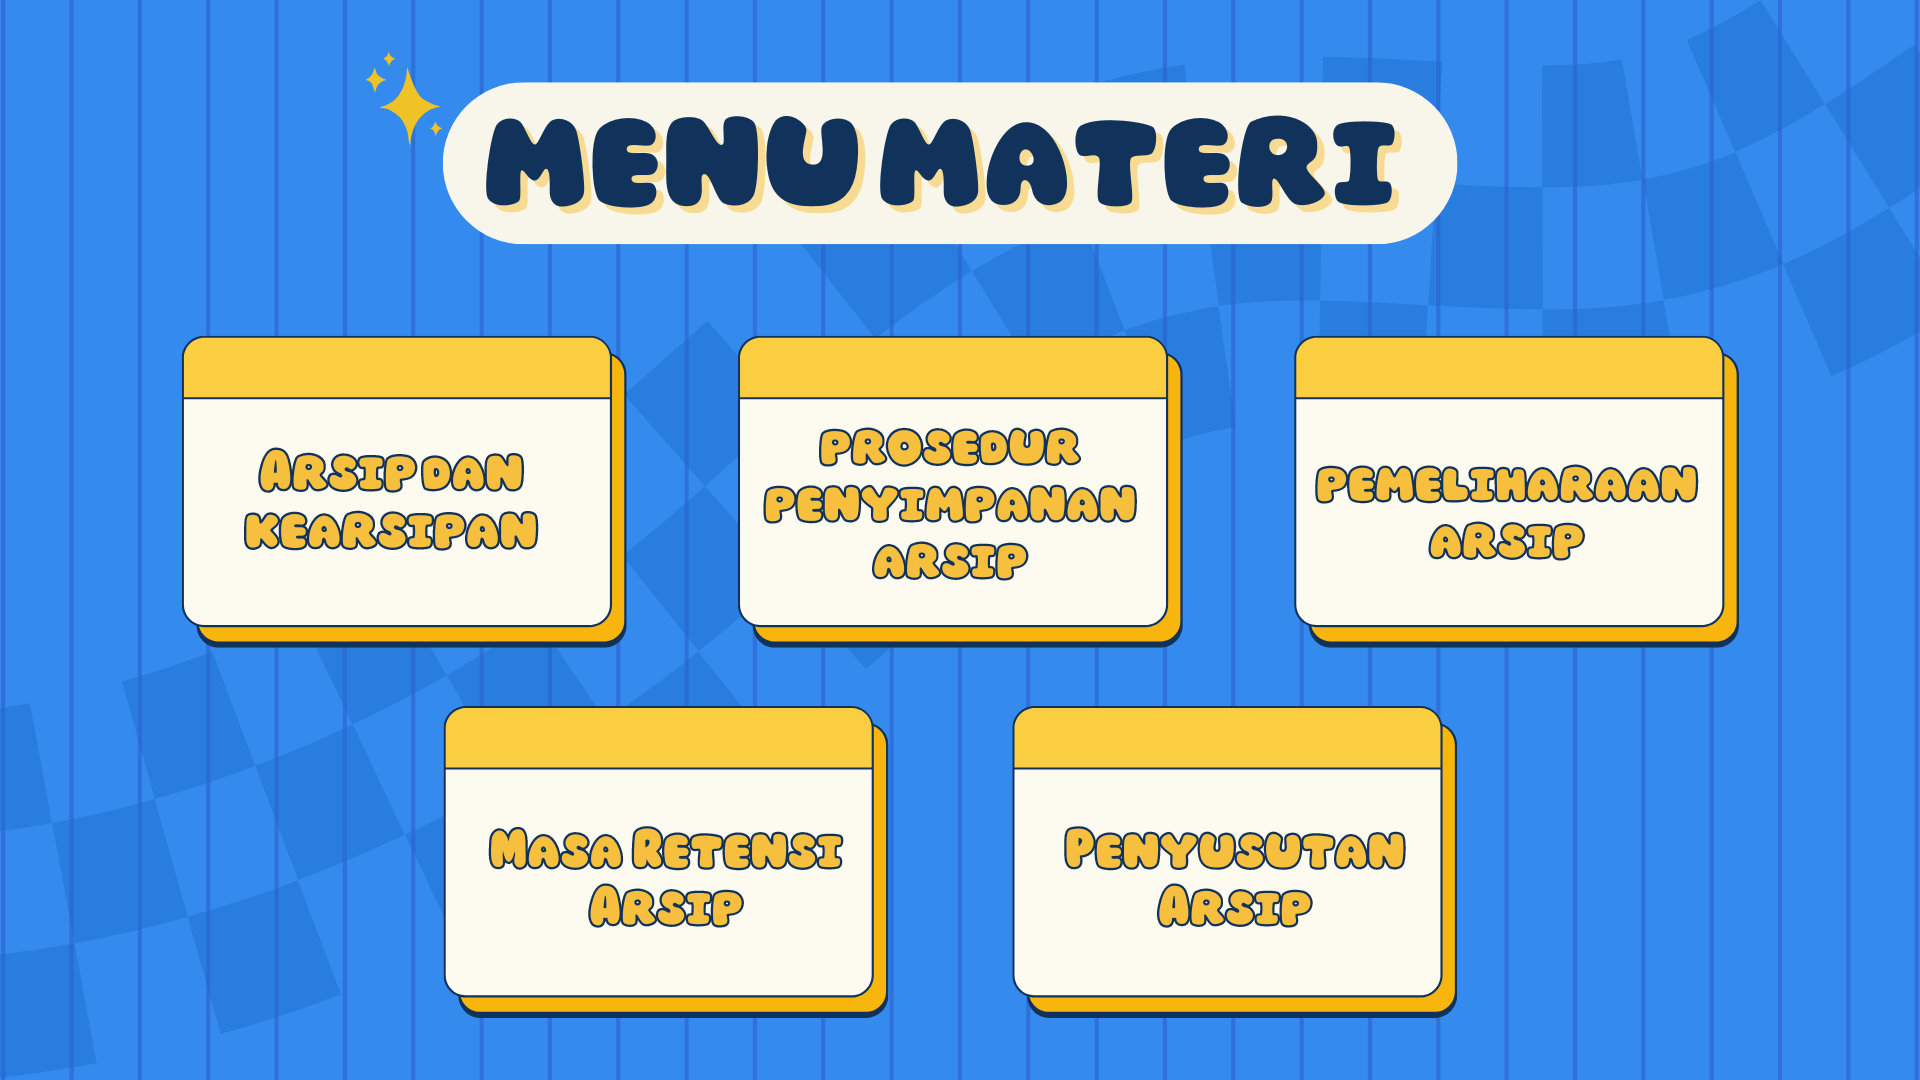 MENU MATERI
ARSIP DAN
KEARSIPAN
PROSEDUR
PENYIMPANAN
ARSIP
PEMELIHARAAN
ARSIP
MASA RETENSI
ARSIP
PENYUSUTAN
ARSIP